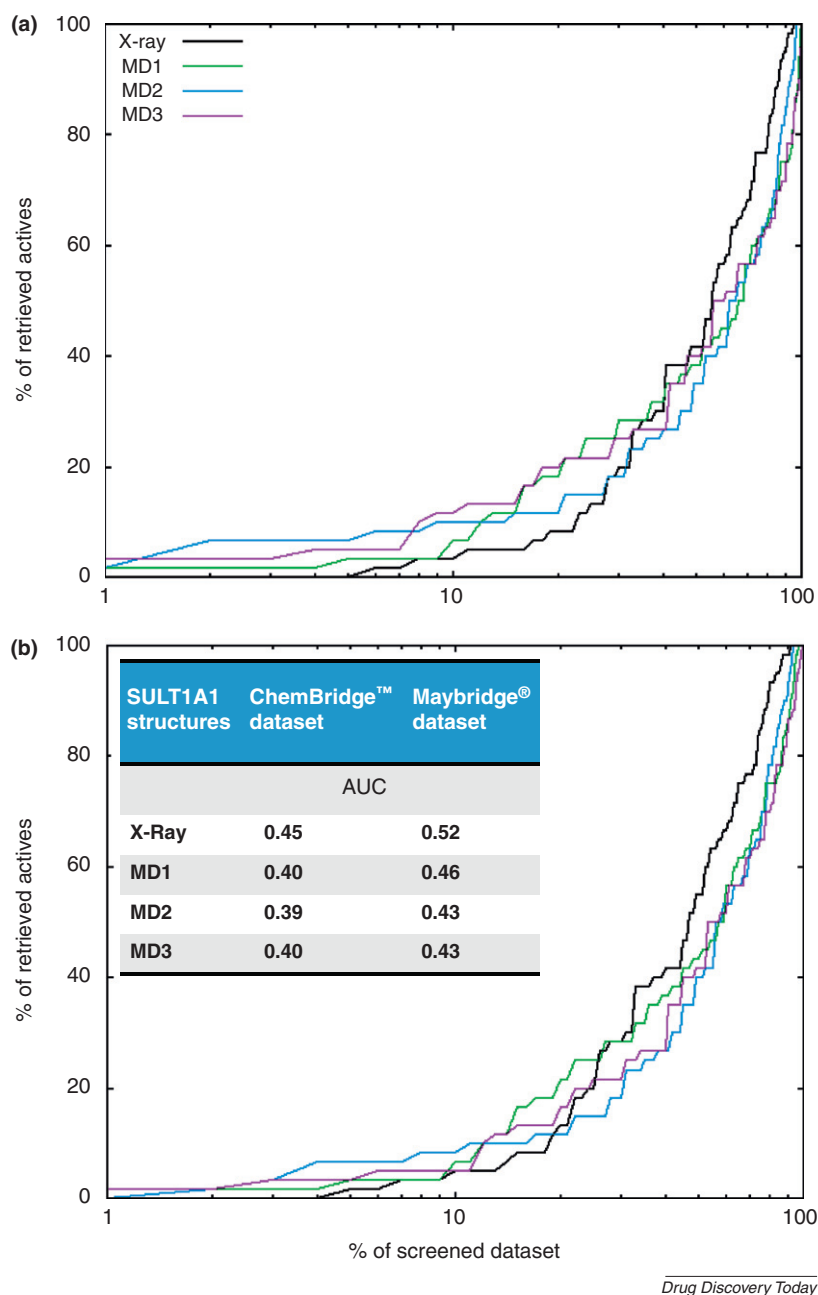 (a)
100
80
60
40
20
0
% of retrieved actives
X-ray
MD1
MD2
MD3
1
10
100
(b)
100
80
60
40
20
0
% of retrieved actives
SULT1A1 structures
ChemBridge™ dataset
Maybridge® dataset
AUC
X-Ray 0.45 0.52
MD1 0.40 0.46
MD2 0.39 0.43
MD3 0.40 0.43
1
10
100
% of screened dataset
Drug Discovery Today